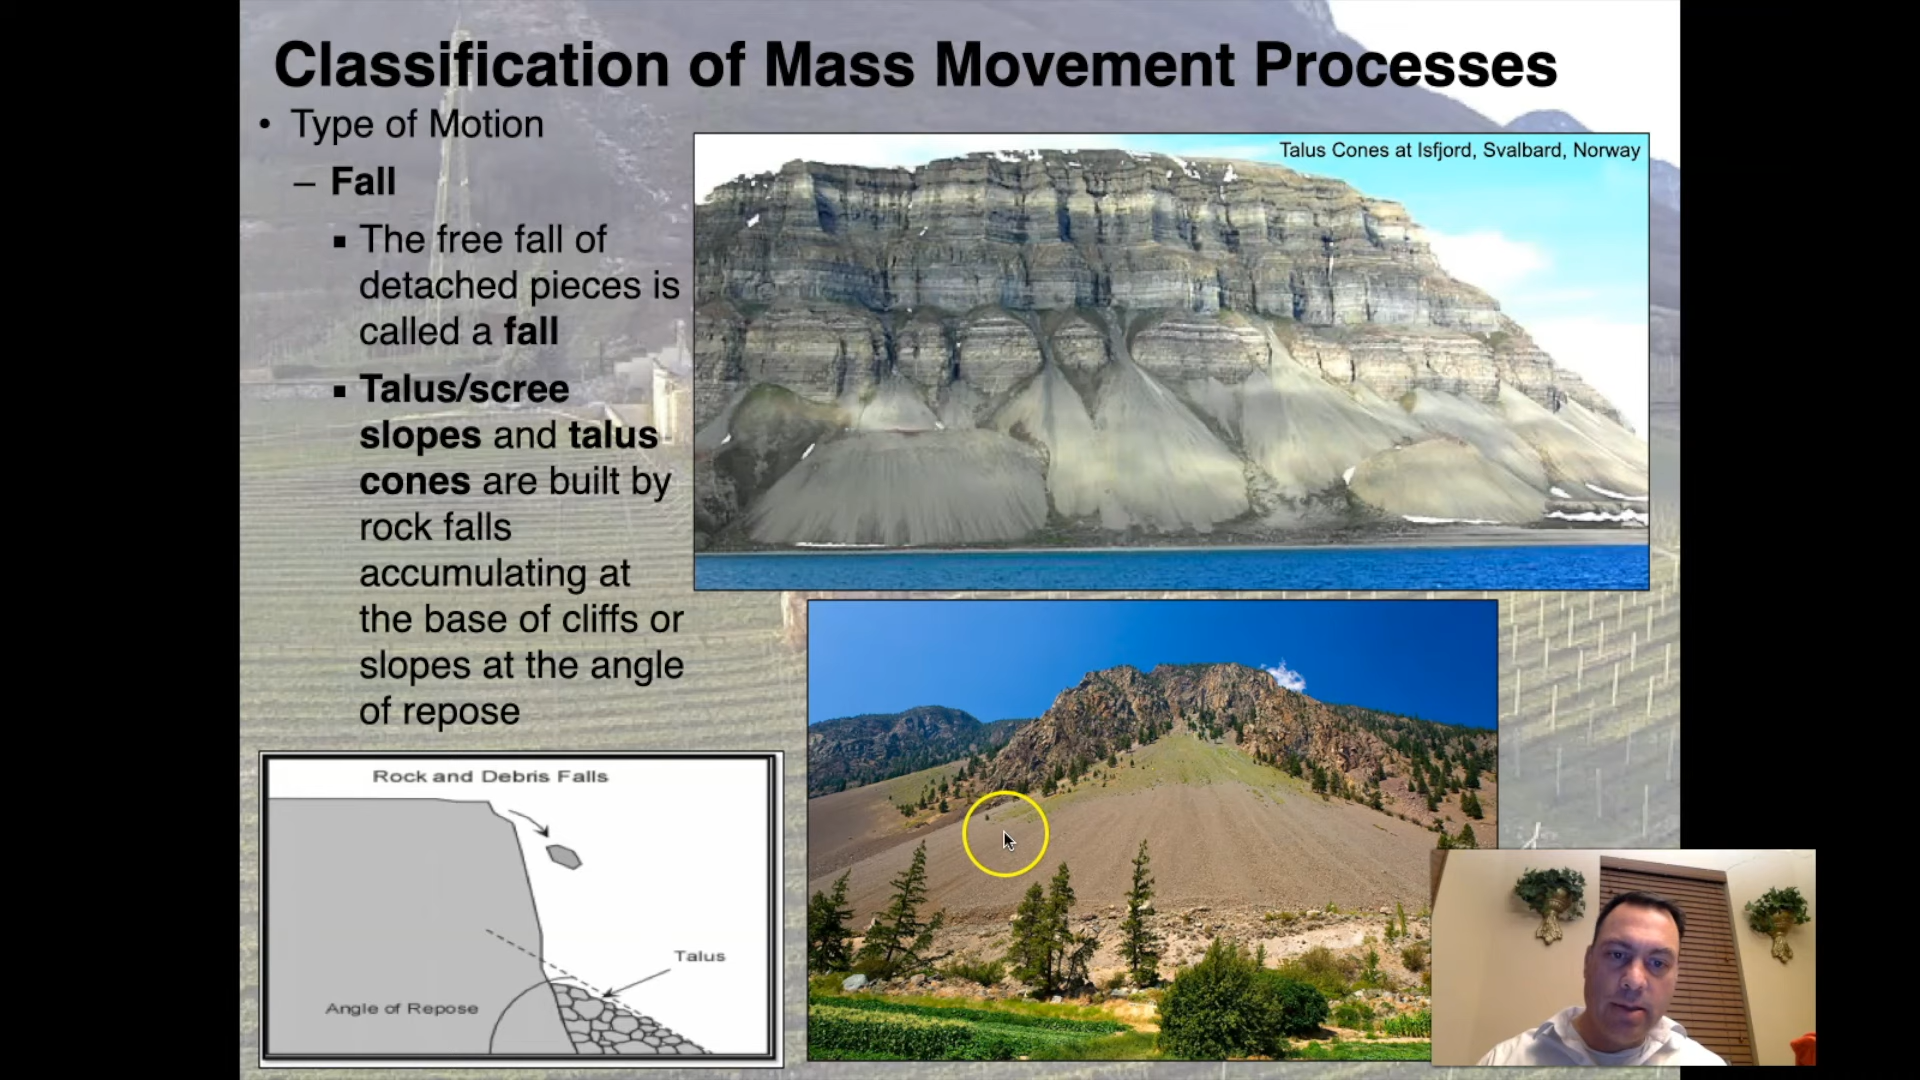 Classification of Mass Movement Processes
• Type of Motion
– Fall
▪ The free fall of
detached pieces is
called a fall
▪ Talus/scree
slopes and talus
cones are built by
rock falls
accumulating at
the base of cliffs or
slopes at the angle
of repose
Talus Cones at Isfjord, Svalbard, Norway
Rock and Debris Falls
Talus
Angle of Repose